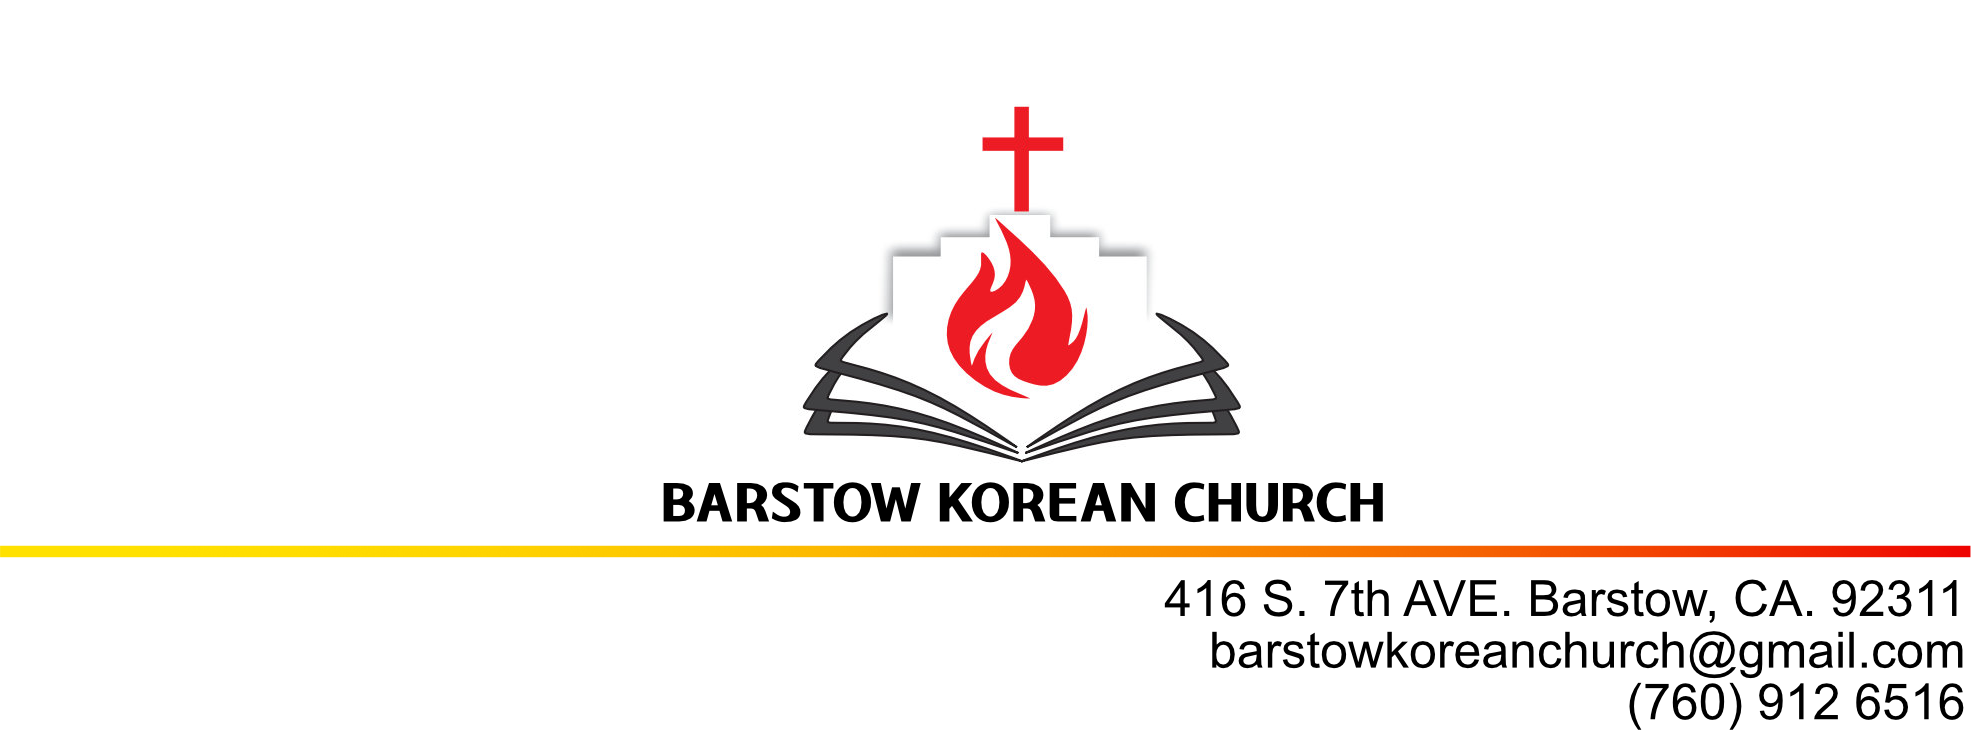 BARSTOW KOREAN CHURCH
416 S. 7th AVE. Barstow, CA. 92311
barstowkoreanchurch@gmail.com
(760) 912 6516